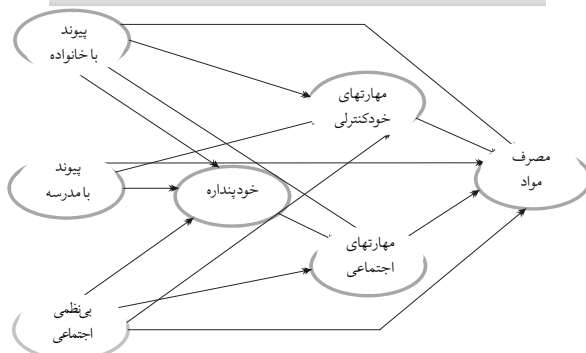 پیوند
با خانواده
مهارتهای
خودکنترلی
مصرف
مواد
پیوند
با مدرسه
خودپنداره
مهارتهای
اجتماعی
بی‌نظمی
اجتماعی